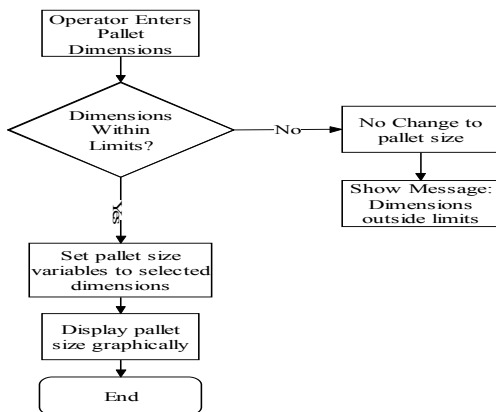 Operator Enters
Pallet
Dimensions
Dimensions
Within
Limits?
No
No Change to
pallet size
Show Message:
Dimensions
outside limits
Yes
Set pallet size
variables to selected
dimensions
Display pallet
size graphically
End